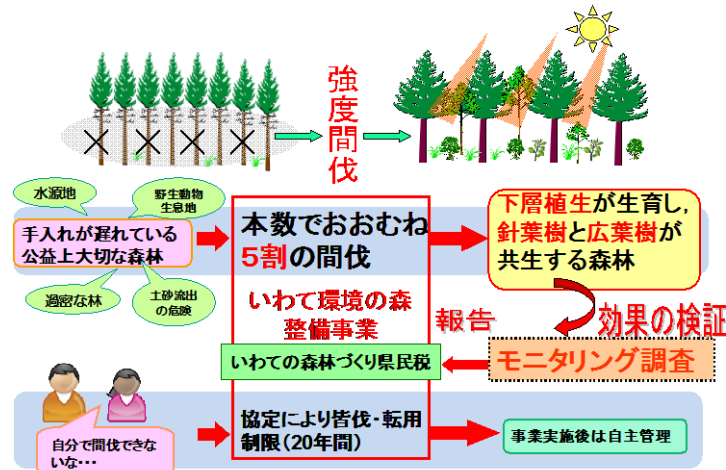 強度間伐
水源地
野生動物
生息地
手入れが遅れている
公益上大切な森林
過密な林
土砂流出
の危険
本数でおおむね
5割の間伐
下層植生が生育し,
針葉樹と広葉樹が
共生する森林
いわて環境の森
整備事業
報告
効果の検証
いわての森林づくり県民税
モニタリング調査
自分で間伐できな
いな・・・
協定により皆伐・転用
制限(20年間)
事業実施後は自主管理